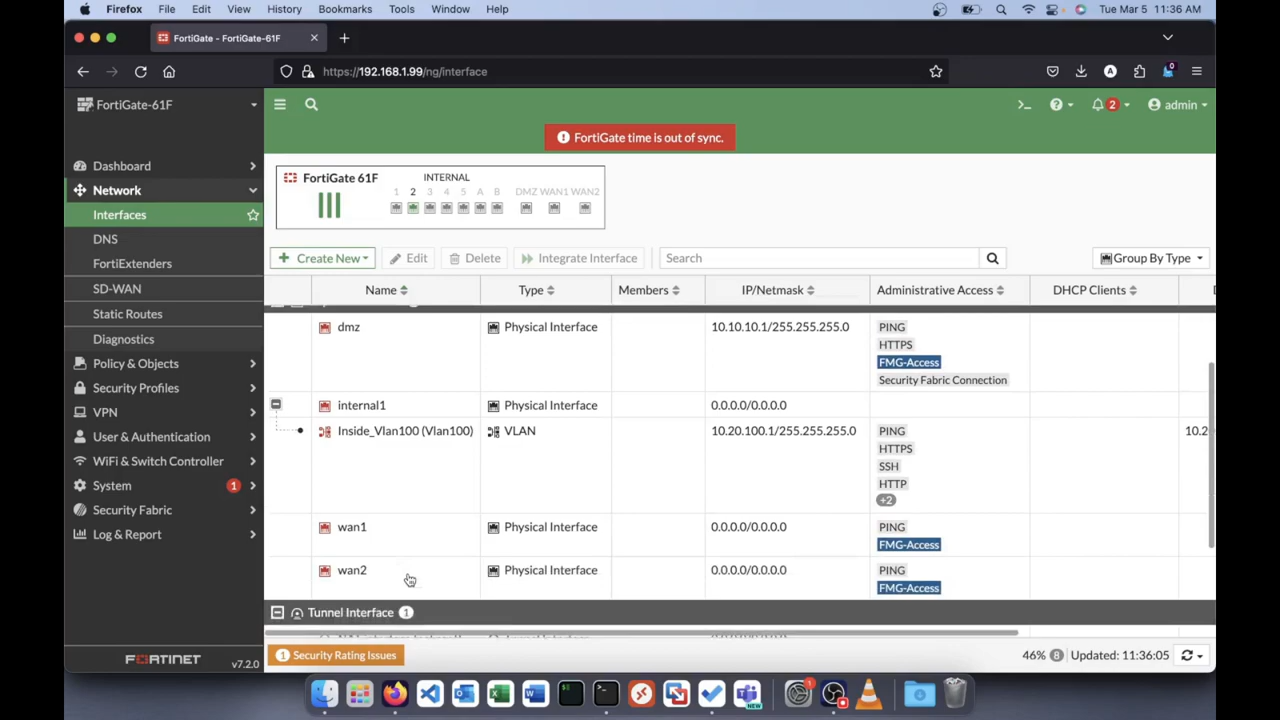 Firefox File Edit View History Bookmarks Tools Window Help Tue Mar 5 11:36 AM
FortiGate - FortiGate-61F
https://192.168.1.99/ng/interface
FortiGate-61F
>_ 2 admin
FortiGate time is out of sync.
Dashboard
Network
Interfaces
DNS
FortiExtenders
SD-WAN
Static Routes
Diagnostics
Policy & Objects
Security Profiles
VPN
User & Authentication
WiFi & Switch Controller
System 1
Security Fabric
Log & Report
FORTINET v7.2.0
FortiGate 61F INTERNAL
1 2 3 4 5 A B DMZ WAN1 WAN2
Create New Edit Delete Integrate Interface Search Group By Type
Name Type Members IP/Netmask Administrative Access DHCP Clients
dmz Physical Interface 10.10.10.1/255.255.255.0 PING
HTTPS
FMG-Access
Security Fabric Connection
internal1 Physical Interface 0.0.0.0/0.0.0.0
Inside_Vlan100 (Vlan100) VLAN 10.20.100.1/255.255.255.0 PING 10.2
HTTPS
SSH
HTTP
+2
wan1 Physical Interface 0.0.0.0/0.0.0.0 PING
FMG-Access
wan2 Physical Interface 0.0.0.0/0.0.0.0 PING
FMG-Access
Tunnel Interface 1
1 Security Rating Issues 46% 8 Updated: 11:36:05